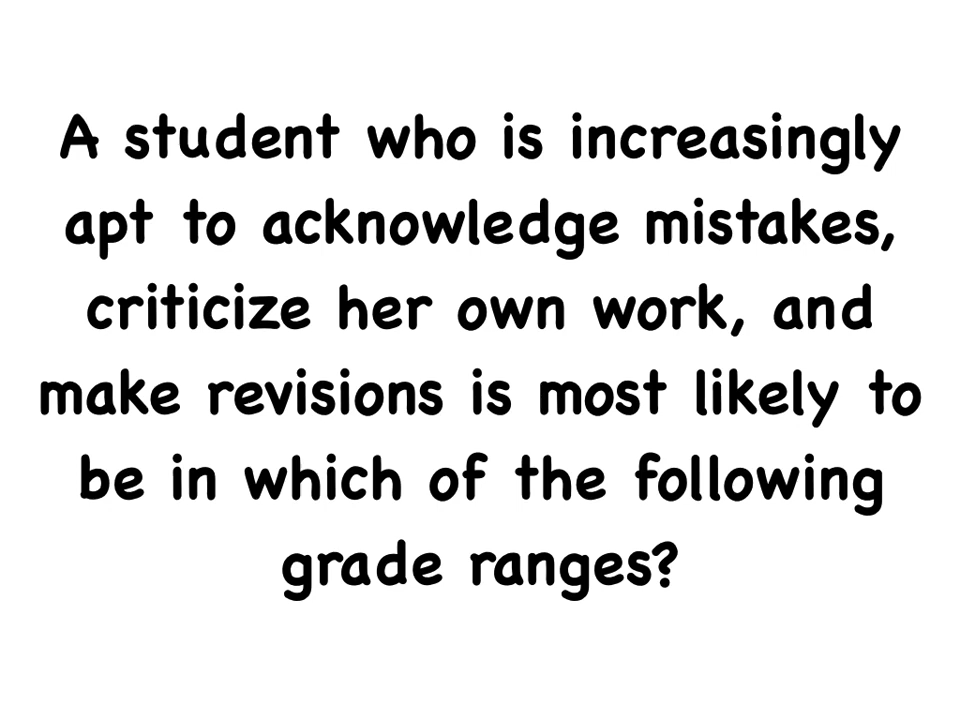 A student who is increasingly
apt to acknowledge mistakes,
criticize her own work, and
make revisions is most likely to
be in which of the following
grade ranges?